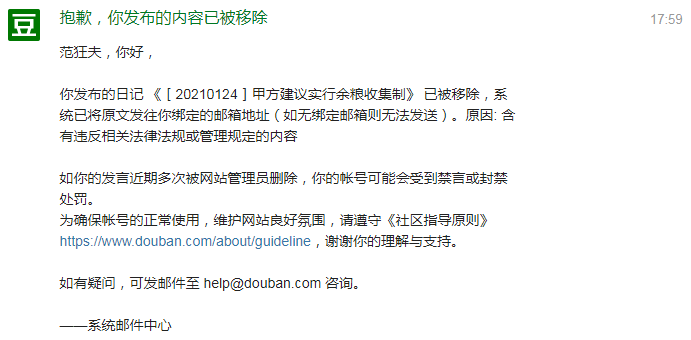 豆
抱歉，你发布的内容已被移除
17:59
范狂夫，你好，
你发布的日记 《［20210124］甲方建议实行余粮收集制》 已被移除，系
统已将原文发往你绑定的邮箱地址（如无绑定邮箱则无法发送）。原因: 含
有违反相关法律法规或管理规定的内容
如你的发言近期多次被网站管理员删除，你的帐号可能会受到禁言或封禁
处罚。
为确保帐号的正常使用，维护网站良好氛围，请遵守《社区指导原则》
https://www.douban.com/about/guideline，谢谢你的理解与支持。
如有疑问，可发邮件至 help@douban.com 咨询。
——系统邮件中心